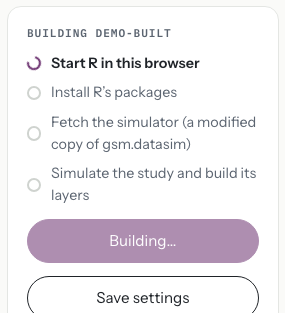 BUILDING DEMO-BUILT
Start R in this browser
Install R's packages
Fetch the simulator (a modified
copy of gsm.datasim)
Simulate the study and build its
layers
Building...
Save settings